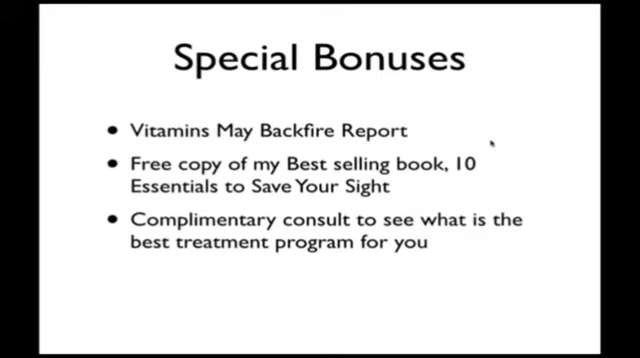 Special Bonuses
• Vitamins May Backfire Report
• Free copy of my Best selling book, 10
Essentials to Save Your Sight
• Complimentary consult to see what is the
best treatment program for you